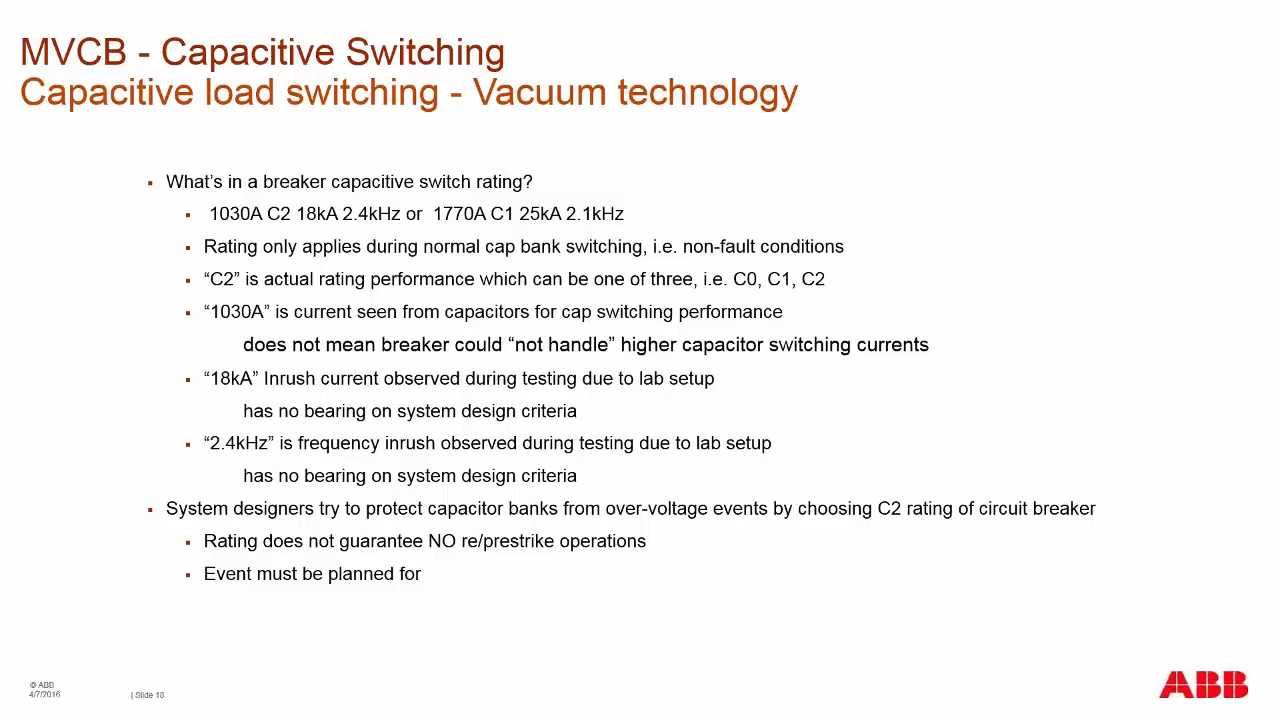 MVCB - Capacitive Switching
Capacitive load switching - Vacuum technology
▪ What’s in a breaker capacitive switch rating?
▪ 1030A C2 18kA 2.4kHz or 1770A C1 25kA 2.1kHz
▪ Rating only applies during normal cap bank switching, i.e. non-fault conditions
▪ “C2” is actual rating performance which can be one of three, i.e. C0, C1, C2
▪ “1030A” is current seen from capacitors for cap switching performance
does not mean breaker could “not handle” higher capacitor switching currents
▪ “18kA” Inrush current observed during testing due to lab setup
has no bearing on system design criteria
▪ “2.4kHz” is frequency inrush observed during testing due to lab setup
has no bearing on system design criteria
▪ System designers try to protect capacitor banks from over-voltage events by choosing C2 rating of circuit breaker
▪ Rating does not guarantee NO re/prestrike operations
▪ Event must be planned for
© ABB
4/7/2016 | Slide 18
ABB